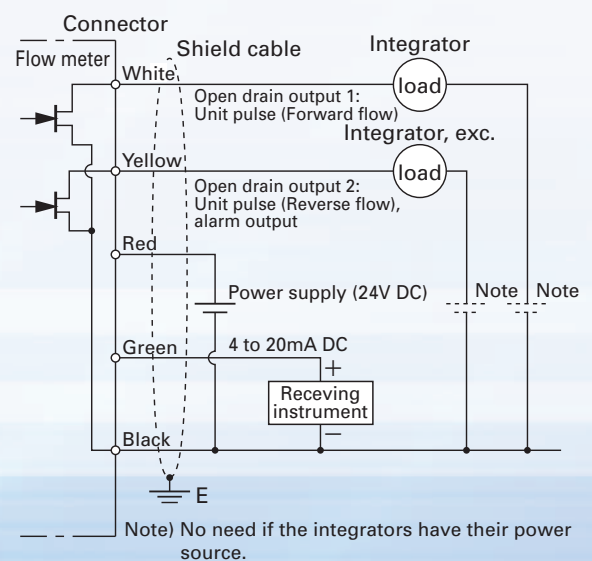 Connector
Flow meter
Shield cable
Integrator
White
load
Open drain output 1:
Unit pulse (Forward flow)
Integrator, exc.
Yellow
load
Open drain output 2:
Unit pulse (Reverse flow),
alarm output
Red
Power supply (24V DC)
Note
Note
Green
4 to 20mA DC
+
Receving
instrument
−
Black
E
Note) No need if the integrators have their power
source.